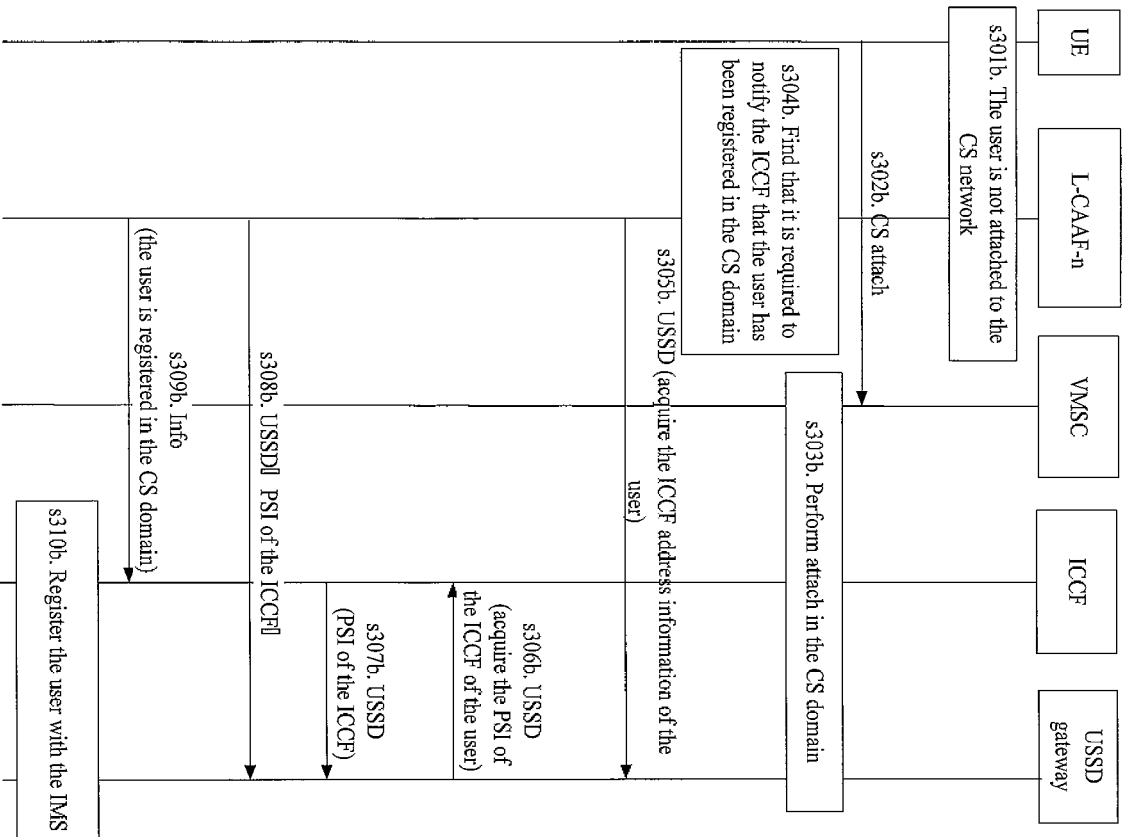 UE
L-CAAF-n
VMSC
ICCF
USSD
gateway
s301b. The user is not attached to the
CS network
s302b. CS attach
s303b. Perform attach in the CS domain
s304b. Find that it is required to
notify the ICCF that the user has
been registered in the CS domain
s305b. USSD (acquire the ICCF address information of the
user)
s306b. USSD
(acquire the PSI of
the ICCF of the user)
s307b. USSD
(PSI of the ICCF)
s308b. USSD▯ PSI of the ICCF▯
s309b. Info
(the user is registered in the CS domain)
s310b. Register the user with the IMS